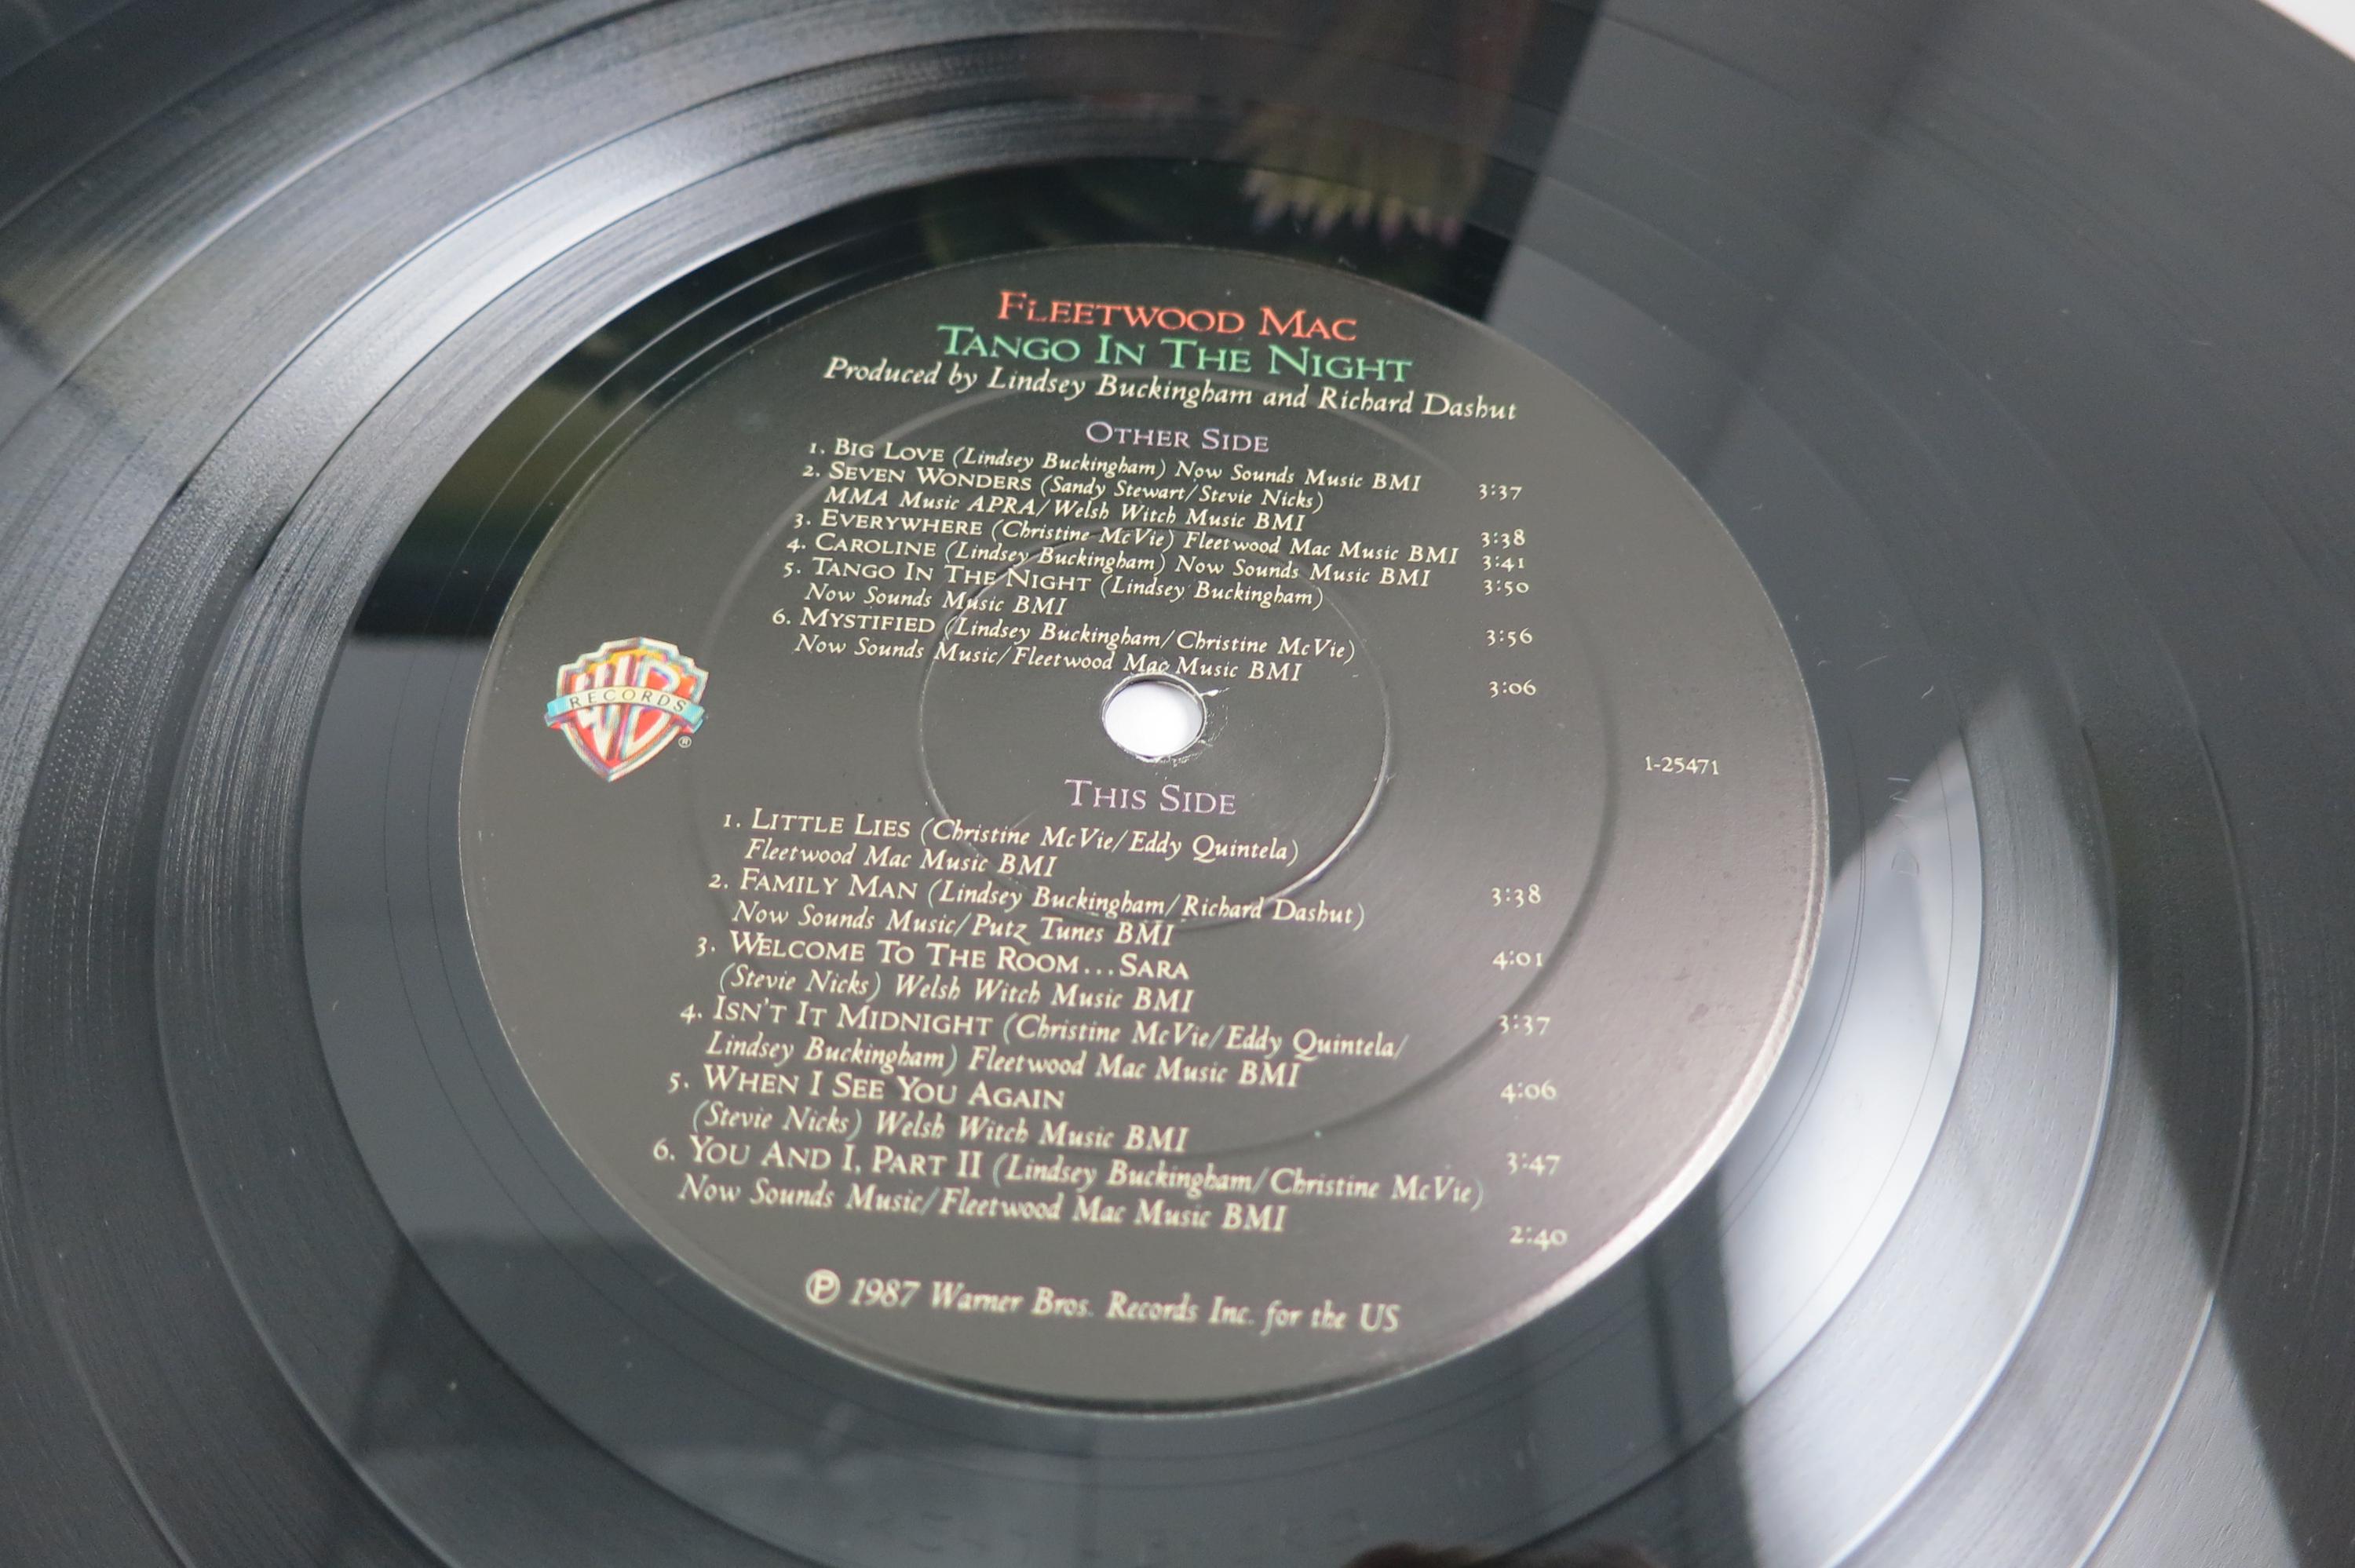 FLEETWOOD MAC
TANGO IN THE NIGHT
Produced by Lindsey Buckingham and Richard Dashut
OTHER SIDE
1. BIG LOVE (Lindsey Buckingham) Now Sounds Music BMI 3:37
2. SEVEN WONDERS (Sandy Stewart/Stevie Nicks)
MMA Music APRA/Welsh Witch Music BMI 3:38
3. EVERYWHERE (Christine McVie) Fleetwood Mac Music BMI 3:41
4. CAROLINE (Lindsey Buckingham) Now Sounds Music BMI 3:50
5. TANGO IN THE NIGHT (Lindsey Buckingham)
Now Sounds Music BMI 3:56
6. MYSTIFIED (Lindsey Buckingham/Christine McVie)
Now Sounds Music/Fleetwood Mac Music BMI 3:06
WB
RECORDS
®
1-25471
THIS SIDE
1. LITTLE LIES (Christine McVie/Eddy Quintela)
Fleetwood Mac Music BMI 3:38
2. FAMILY MAN (Lindsey Buckingham/Richard Dashut)
Now Sounds Music/Putz Tunes BMI 4:01
3. WELCOME TO THE ROOM...SARA
(Stevie Nicks) Welsh Witch Music BMI 3:37
4. ISN'T IT MIDNIGHT (Christine McVie/Eddy Quintela/
Lindsey Buckingham) Fleetwood Mac Music BMI 4:06
5. WHEN I SEE YOU AGAIN
(Stevie Nicks) Welsh Witch Music BMI 3:47
6. YOU AND I, PART II (Lindsey Buckingham/Christine McVie)
Now Sounds Music/Fleetwood Mac Music BMI 2:40
℗ 1987 Warner Bros. Records Inc. for the US